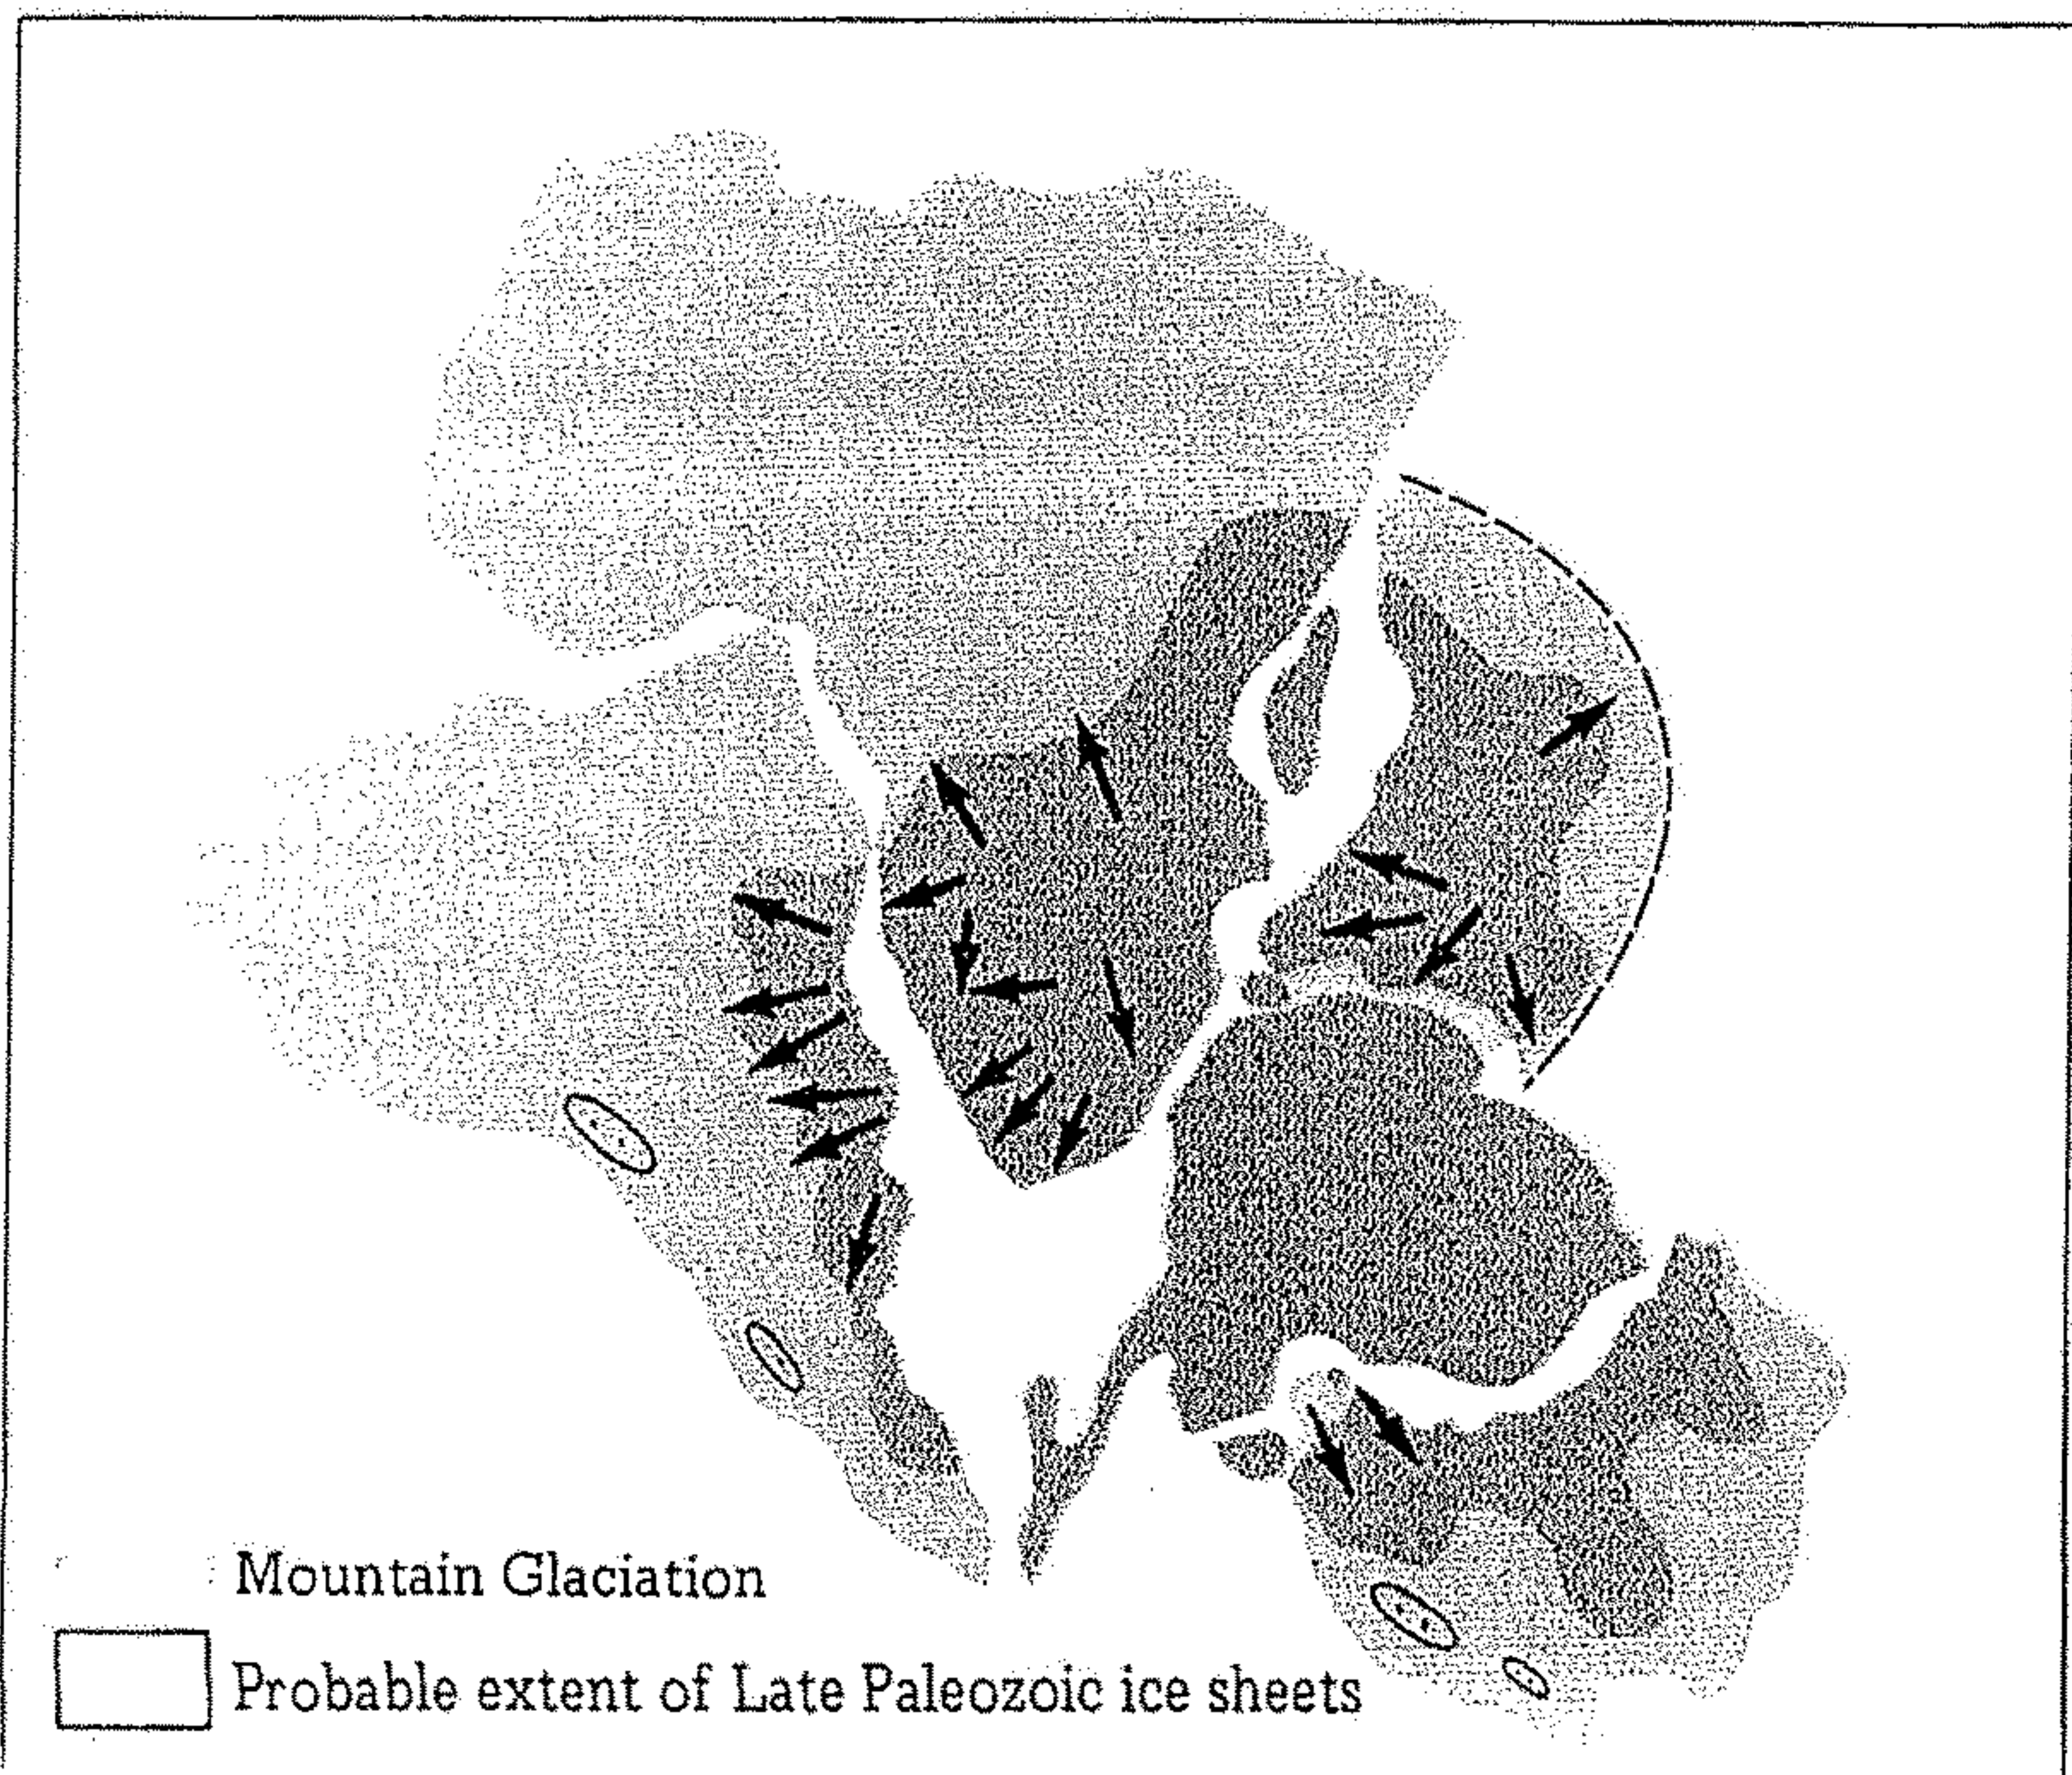 Mountain Glaciation
Probable extent of Late Paleozoic ice sheets